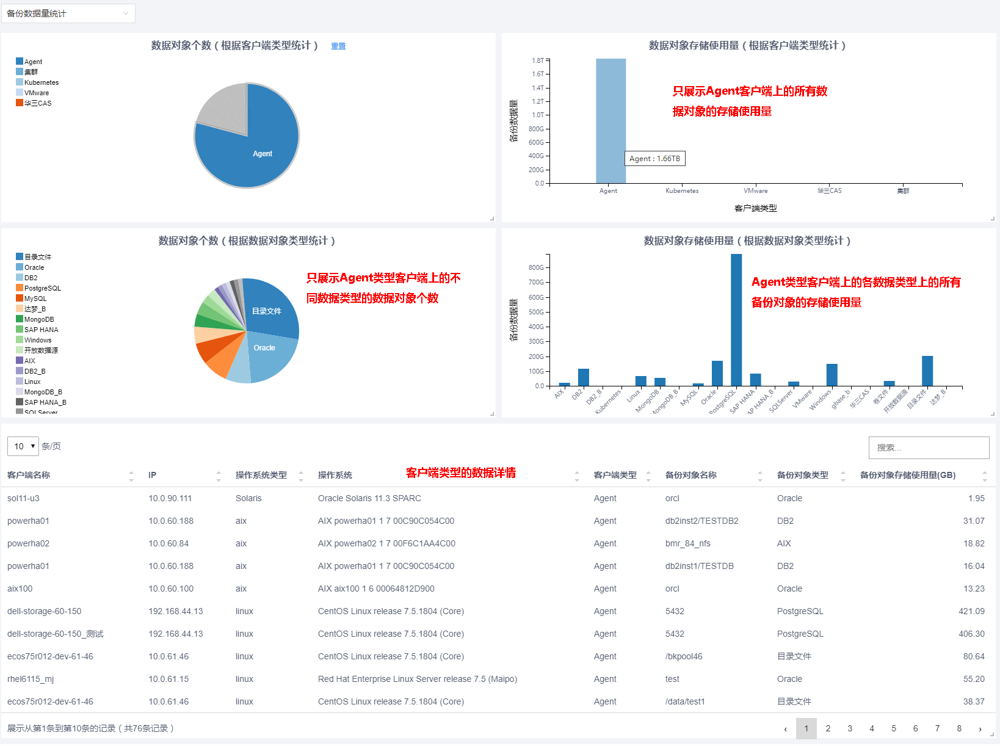 备份数据量统计
数据对象个数 ( 根据客户端类型统计 ) 重置
Agent
集群
Kubernetes
VMware
华三CAS
Agent
数据对象存储使用量 ( 根据客户端类型统计 )
备份数据量
1.8T
1.6T
1.4T
1.2T
1.0T
800G
600G
400G
200G
0.0
只展示Agent客户端上的所有数
据对象的存储使用量
Agent : 1.66TB
Agent Kubernetes VMware 华三CAS 集群
客户端类型
数据对象个数 ( 根据数据对象类型统计 )
目录文件
Oracle
DB2
PostgreSQL
MySQL
达梦_B
MongoDB
SAP HANA
Windows
开放数据源
AIX
DB2_B
Linux
MongoDB_B
SAP HANA_B
SQLServer
目录文件
Oracle
只展示Agent类型客户端上的不
同数据类型的数据对象个数
数据对象存储使用量 ( 根据数据对象类型统计 )
备份数据量
800G
700G
600G
500G
400G
300G
200G
100G
0.0
Agent类型客户端上的各数据类型上的所有
备份对象的存储使用量
AIX DB2 DB2_B Kubernetes Linux MongoDB MongoDB_B MySQL Oracle PostgreSQL SAP HANA AP HANA_B SQLServer VMware Windows gbase_b 华三CAS 卷文件 开放数据源 目录文件 达梦_B
10 条/页 搜索...
客户端类型的数据详情
客户端名称 IP 操作系统类型 操作系统 客户端类型 备份对象名称 备份对象类型 备份对象存储使用量(GB)
sol11-u3 10.0.90.111 Solaris Oracle Solaris 11.3 SPARC Agent orcl Oracle 1.95
powerha01 10.0.60.188 aix AIX powerha01 1 7 00C90C054C00 Agent db2inst2/TESTDB2 DB2 31.07
powerha02 10.0.60.84 aix AIX powerha02 1 7 00F6C1AA4C00 Agent bmr_84_nfs AIX 18.82
powerha01 10.0.60.188 aix AIX powerha01 1 7 00C90C054C00 Agent db2inst1/TESTDB DB2 16.04
aix100 10.0.60.100 aix AIX aix100 1 6 00064812D900 Agent orcl Oracle 13.23
dell-storage-60-150 192.168.44.13 linux CentOS Linux release 7.5.1804 (Core) Agent 5432 PostgreSQL 421.09
dell-storage-60-150_测试 192.168.44.13 linux CentOS Linux release 7.5.1804 (Core) Agent 5432 PostgreSQL 406.30
ecos75r012-dev-61-46 10.0.61.46 linux CentOS Linux release 7.5.1804 (Core) Agent /bkpool46 目录文件 80.64
rhel6115_mj 10.0.61.15 linux Red Hat Enterprise Linux Server release 7.5 (Maipo) Agent test Oracle 55.20
ecos75r012-dev-61-46 10.0.61.46 linux CentOS Linux release 7.5.1804 (Core) Agent /data/test1 目录文件 38.37
展示从第1条到第10条的记录 ( 共76条记录 ) ‹ 1 2 3 4 5 6 7 8 ›